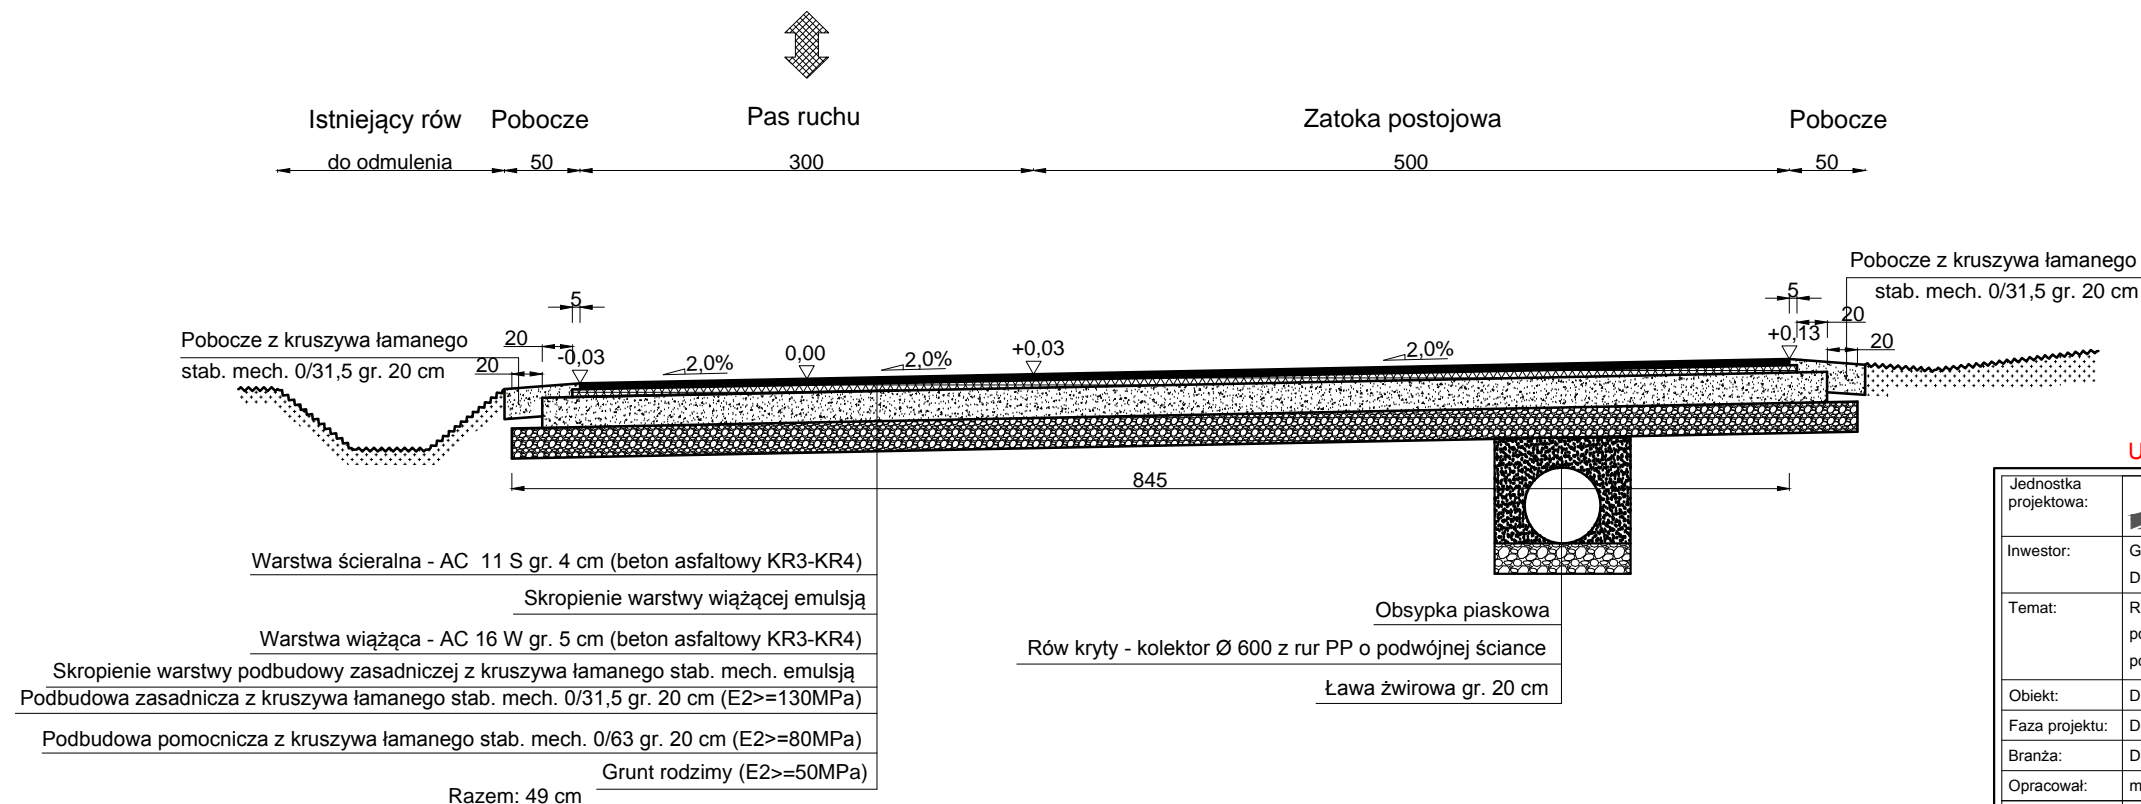 Istniejący rów Pobocze Pas ruchu Zatoka postojowa Pobocze
do odmulenia 50 300 500 50
Pobocze z kruszywa łamanego
stab. mech. 0/31,5 gr. 20 cm
5 5
20
20
Pobocze z kruszywa łamanego
stab. mech. 0/31,5 gr. 20 cm
20
20
-0,03 2,0% 0,00 2,0% +0,03 2,0% +0,13
845
Warstwa ścieralna - AC 11 S gr. 4 cm (beton asfaltowy KR3-KR4)
Skropienie warstwy wiążącej emulsją
Warstwa wiążąca - AC 16 W gr. 5 cm (beton asfaltowy KR3-KR4)
Skropienie warstwy podbudowy zasadniczej z kruszywa łamanego stab. mech. emulsją
Podbudowa zasadnicza z kruszywa łamanego stab. mech. 0/31,5 gr. 20 cm (E2>=130MPa)
Podbudowa pomocnicza z kruszywa łamanego stab. mech. 0/63 gr. 20 cm (E2>=80MPa)
Grunt rodzimy (E2>=50MPa)
Razem: 49 cm
Obsypka piaskowa
Rów kryty - kolektor Ø 600 z rur PP o podwójnej ściance
Ława żwirowa gr. 20 cm
U
Jednostka
projektowa:
Inwestor: G
D
Temat: R
po
po
Obiekt: D
Faza projektu: D
Branża: D
Opracował: m